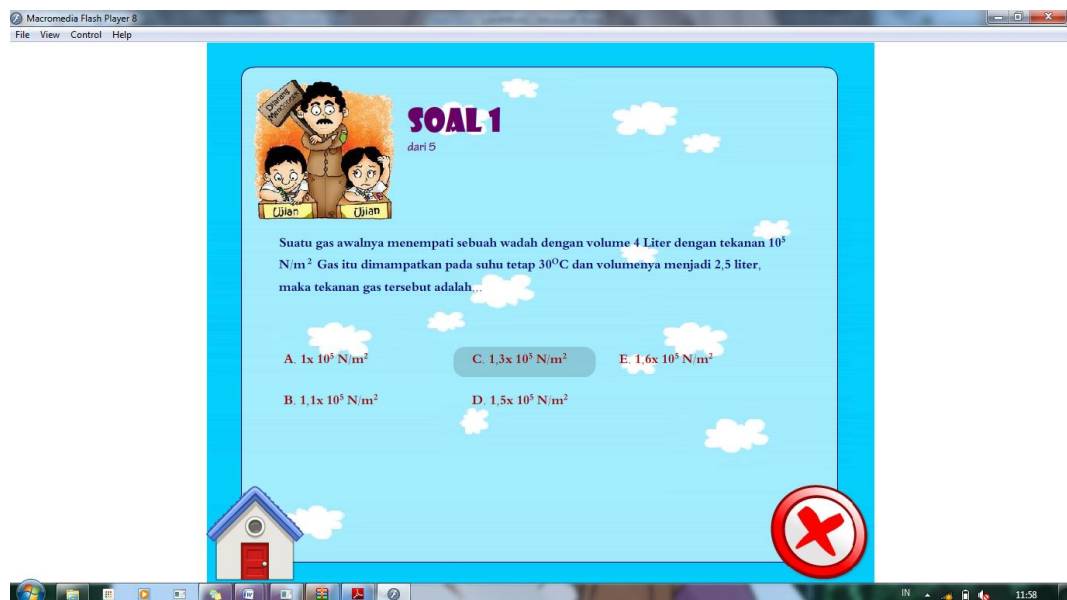 Macromedia Flash Player 8
File View Control Help
Dilarang Mencontek
SOAL 1
dari 5
Ujian
Ujian
Suatu gas awalnya menempati sebuah wadah dengan volume 4 Liter dengan tekanan 10⁵
N/m² Gas itu dimampatkan pada suhu tetap 30⁰C dan volumenya menjadi 2,5 liter,
maka tekanan gas tersebut adalah...
A. 1x 10⁵ N/m²
C. 1,3x 10⁵ N/m²
E. 1,6x 10⁵ N/m²
B. 1,1x 10⁵ N/m²
D. 1,5x 10⁵ N/m²
IN
11:58